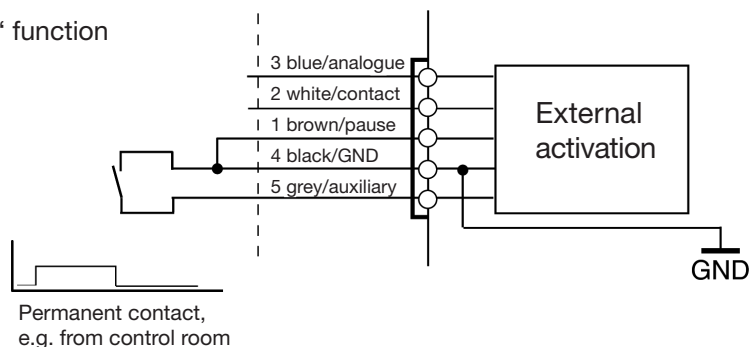 “ function
3 blue/analogue
2 white/contact
1 brown/pause
4 black/GND
5 grey/auxiliary
External
activation
GND
Permanent contact,
e.g. from control room